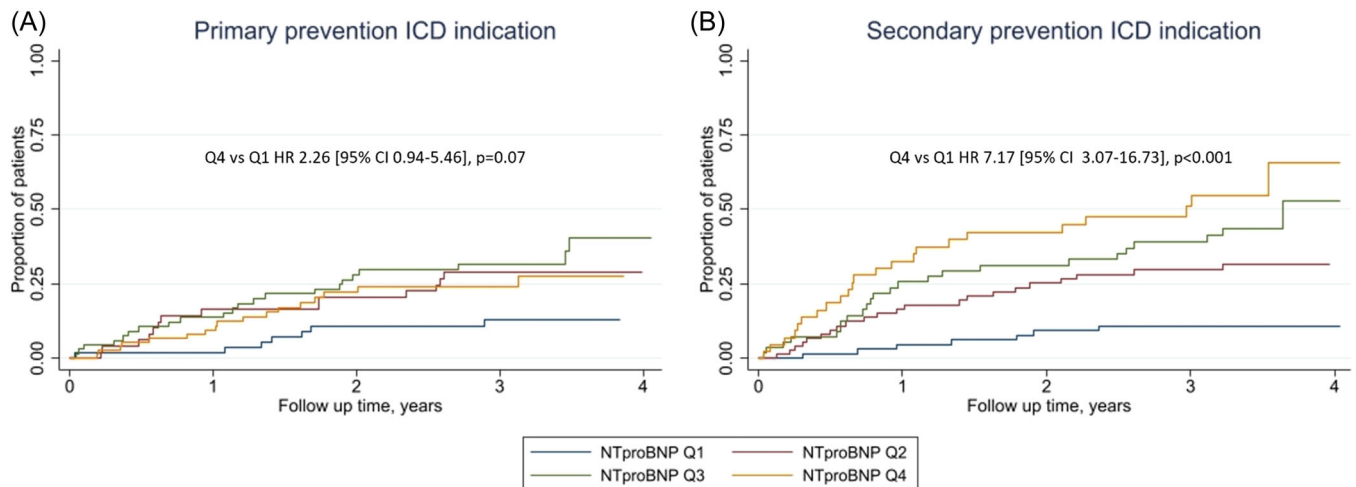 (A)
Primary prevention ICD indication
Proportion of patients
1.00
0.75
0.50
0.25
0.00
Q4 vs Q1 HR 2.26 [95% CI 0.94-5.46], p=0.07
0 1 2 3 4
Follow up time, years
(B)
Secondary prevention ICD indication
Proportion of patients
1.00
0.75
0.50
0.25
0.00
Q4 vs Q1 HR 7.17 [95% CI 3.07-16.73], p<0.001
0 1 2 3 4
Follow up time, years
NTproBNP Q1 NTproBNP Q2
NTproBNP Q3 NTproBNP Q4